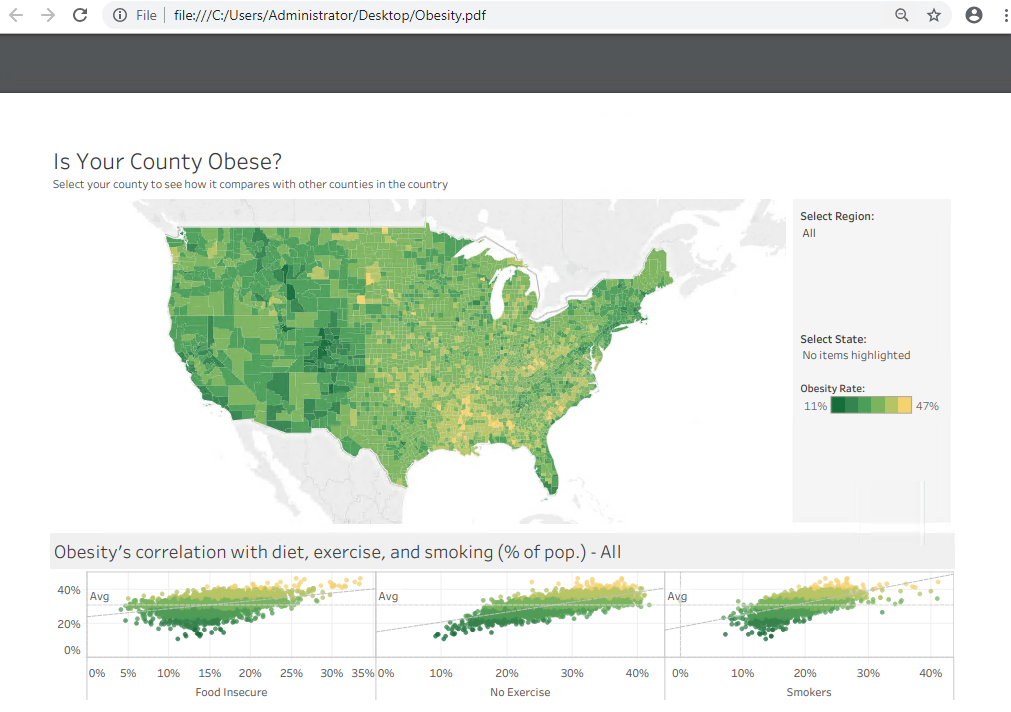 File
file:///C:/Users/Administrator/Desktop/Obesity.pdf
Is Your County Obese?
Select your county to see how it compares with other counties in the country
Select Region:
All
Select State:
No items highlighted
Obesity Rate:
11% 47%
Obesity's correlation with diet, exercise, and smoking (% of pop.) - All
40% Avg Avg Avg
20%
0%
0% 5% 10% 15% 20% 25% 30% 35% 0% 10% 20% 30% 40% 0% 10% 20% 30% 40%
Food Insecure No Exercise Smokers